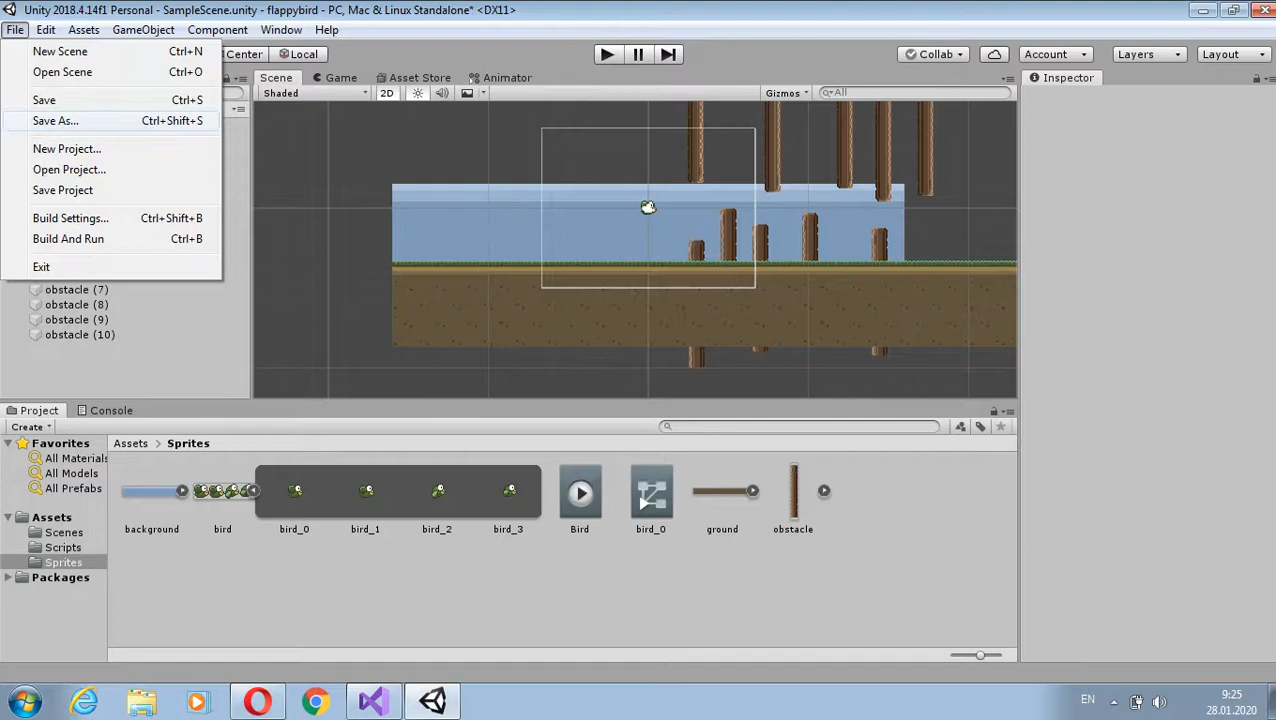 Unity 2018.4.14f1 Personal - SampleScene.unity - flappybird - PC, Mac & Linux Standalone* <DX11>
File Edit Assets GameObject Component Window Help
Center Local Collab Account Layers Layout
New Scene Ctrl+N
Open Scene Ctrl+O
Save Ctrl+S
Save As... Ctrl+Shift+S
New Project...
Open Project...
Save Project
Build Settings... Ctrl+Shift+B
Build And Run Ctrl+B
Exit
obstacle (7)
obstacle (8)
obstacle (9)
obstacle (10)
Scene Game Asset Store Animator
Shaded 2D Gizmos All
Inspector
Project Console
Create
Favorites
All Materials
All Models
All Prefabs
Assets
Scenes
Scripts
Sprites
Packages
Assets > Sprites
background bird bird_0 bird_1 bird_2 bird_3 Bird bird_0 ground obstacle
EN
9:25
28.01.2020